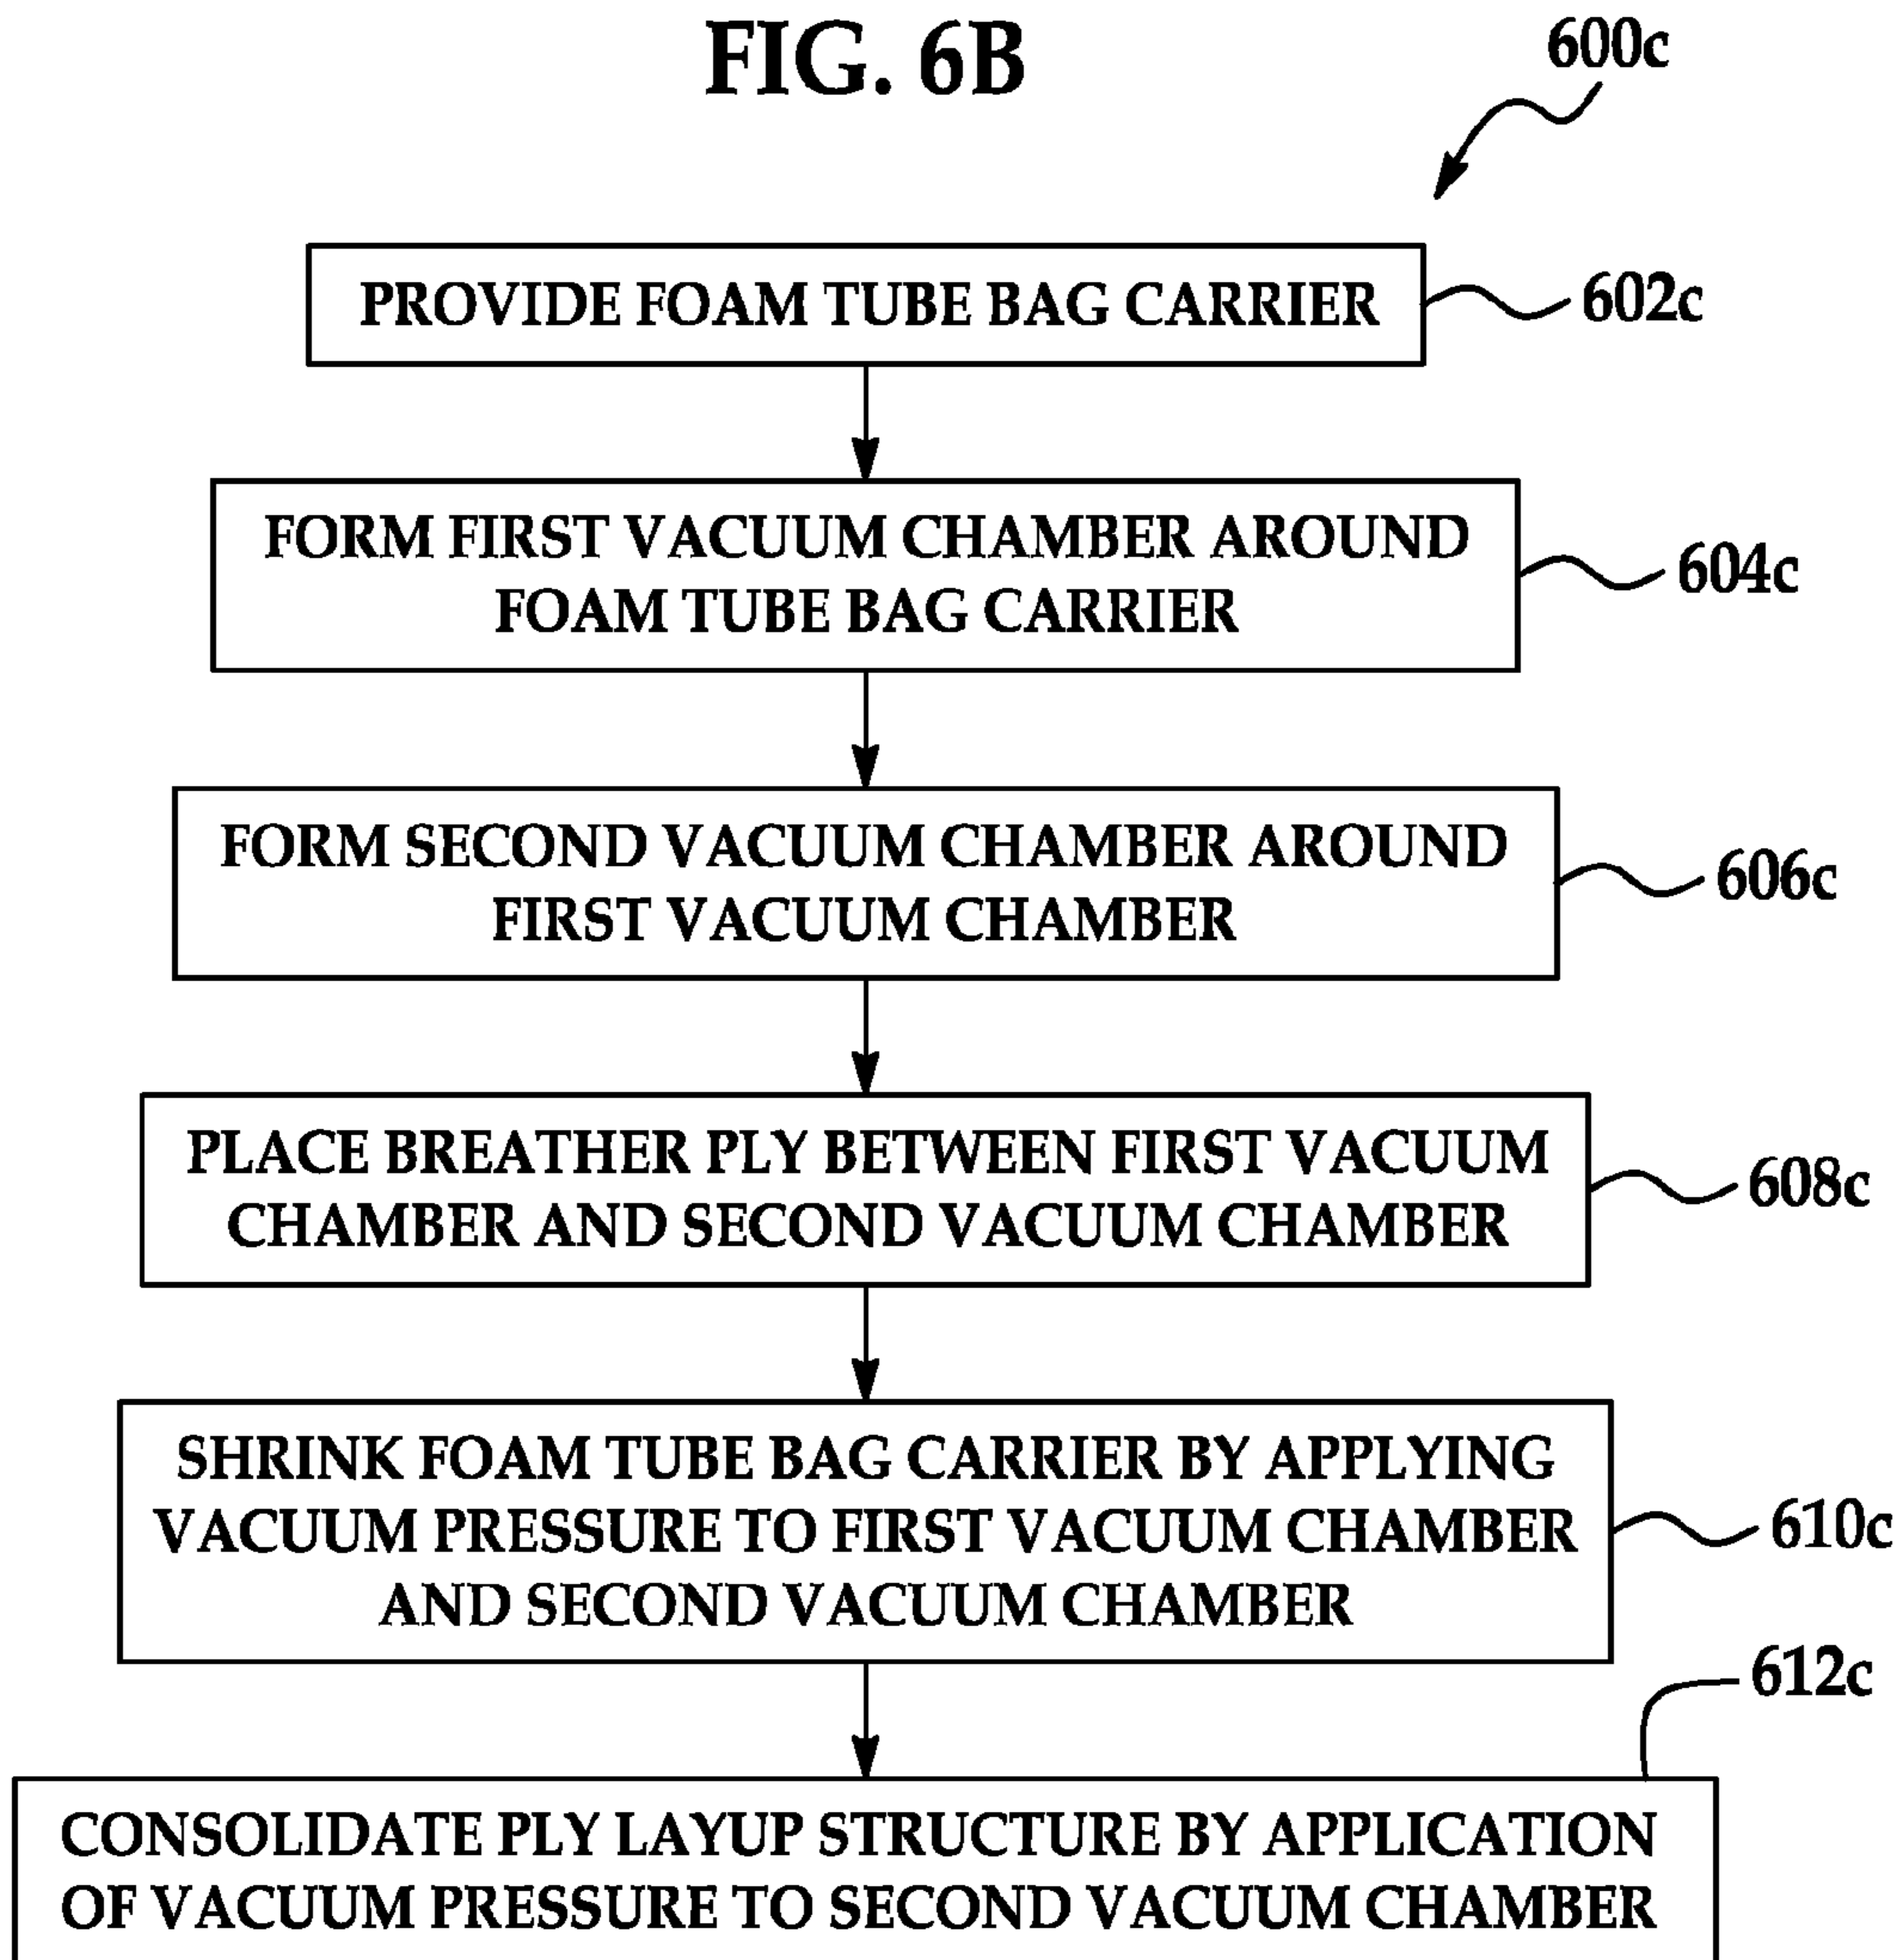 FIG. 6B
600c
PROVIDE FOAM TUBE BAG CARRIER
602c
FORM FIRST VACUUM CHAMBER AROUND
FOAM TUBE BAG CARRIER
604c
FORM SECOND VACUUM CHAMBER AROUND
FIRST VACUUM CHAMBER
606c
PLACE BREATHER PLY BETWEEN FIRST VACUUM
CHAMBER AND SECOND VACUUM CHAMBER
608c
SHRINK FOAM TUBE BAG CARRIER BY APPLYING
VACUUM PRESSURE TO FIRST VACUUM CHAMBER
AND SECOND VACUUM CHAMBER
610c
612c
CONSOLIDATE PLY LAYUP STRUCTURE BY APPLICATION
OF VACUUM PRESSURE TO SECOND VACUUM CHAMBER